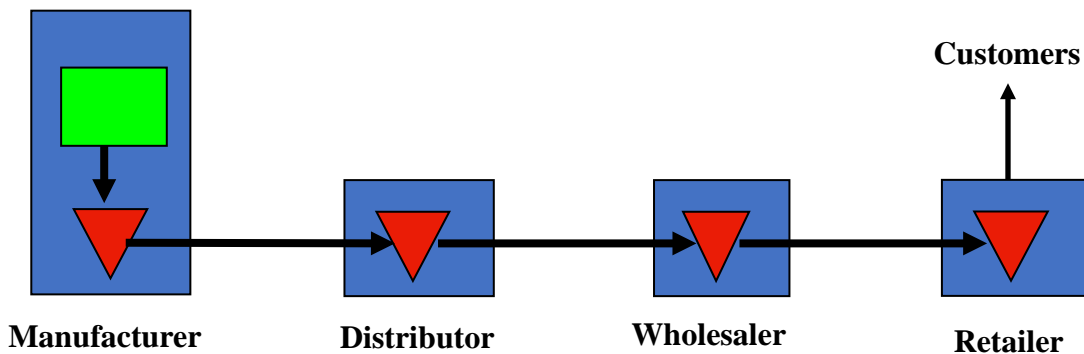 Customers
Manufacturer
Distributor
Wholesaler
Retailer